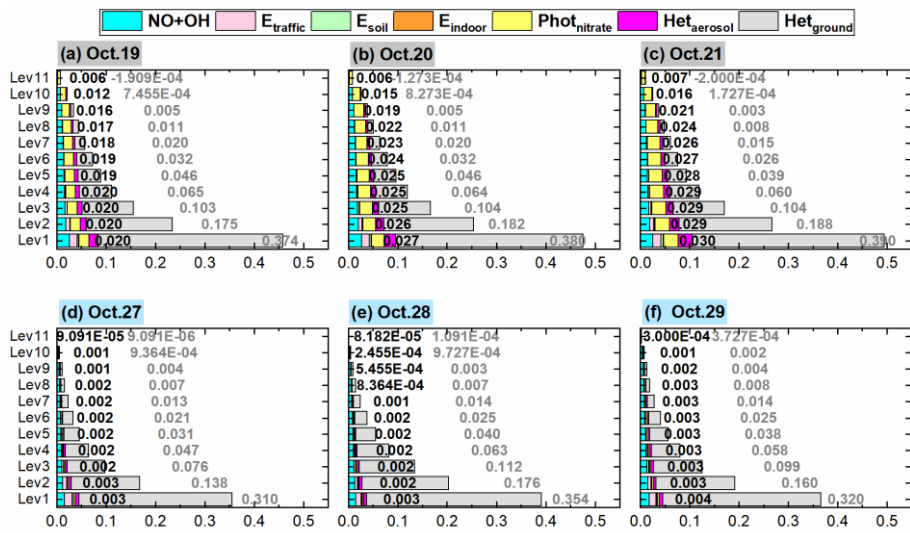 NO+OH E_traffic E_soil E_indoor Phot_nitrate Het_aerosol Het_ground
(a) Oct.19 (b) Oct.20 (c) Oct.21
Lev11 0.006 -1.909E-04 0.006 -1.273E-04 0.007 -2.000E-04
Lev10 0.012 7.455E-04 0.015 8.273E-04 0.016 1.727E-04
Lev9 0.016 0.005 0.019 0.005 0.021 0.003
Lev8 0.017 0.011 0.022 0.011 0.024 0.008
Lev7 0.018 0.020 0.023 0.020 0.026 0.015
Lev6 0.019 0.032 0.024 0.032 0.027 0.026
Lev5 0.019 0.046 0.025 0.046 0.028 0.039
Lev4 0.020 0.065 0.025 0.064 0.029 0.060
Lev3 0.020 0.103 0.025 0.104 0.029 0.104
Lev2 0.020 0.175 0.026 0.182 0.029 0.188
Lev1 0.020 0.374 0.027 0.380 0.030 0.390
0.0 0.1 0.2 0.3 0.4 0.5 0.0 0.1 0.2 0.3 0.4 0.5 0.0 0.1 0.2 0.3 0.4 0.5
(d) Oct.27 (e) Oct.28 (f) Oct.29
Lev11 9.091E-05 9.091E-06 -8.182E-05 1.091E-04 -3.000E-04 3.727E-04
Lev10 0.001 9.364E-04 2.455E-04 9.727E-04 0.001 0.002
Lev9 0.001 0.004 5.455E-04 0.003 0.002 0.004
Lev8 0.002 0.007 8.364E-04 0.007 0.002 0.008
Lev7 0.002 0.013 0.001 0.014 0.003 0.014
Lev6 0.002 0.021 0.002 0.025 0.003 0.025
Lev5 0.002 0.031 0.002 0.040 0.003 0.038
Lev4 0.002 0.047 0.002 0.063 0.003 0.058
Lev3 0.002 0.076 0.002 0.112 0.003 0.099
Lev2 0.003 0.138 0.002 0.176 0.003 0.160
Lev1 0.003 0.310 0.003 0.354 0.004 0.320
0.0 0.1 0.2 0.3 0.4 0.5 0.0 0.1 0.2 0.3 0.4 0.5 0.0 0.1 0.2 0.3 0.4 0.5